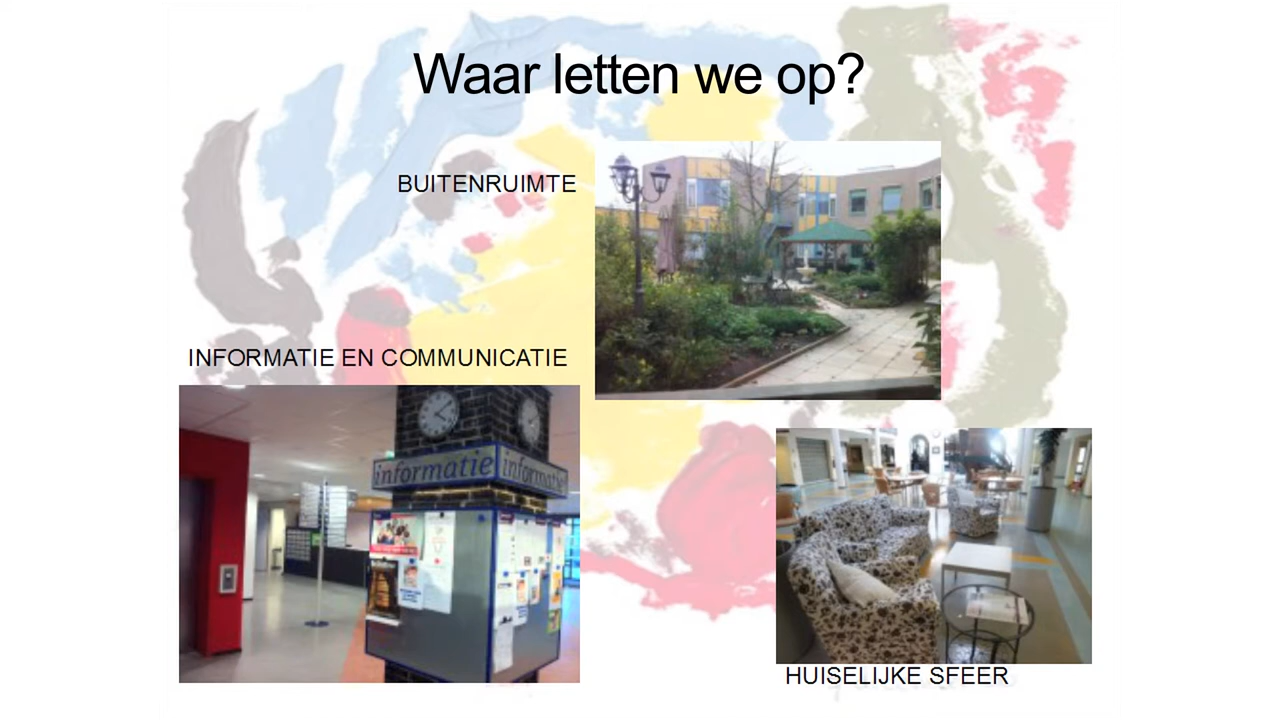 Waar letten we op?
BUITENRUIMTE
INFORMATIE EN COMMUNICATIE
informatie informatie
HUISELIJKE SFEER